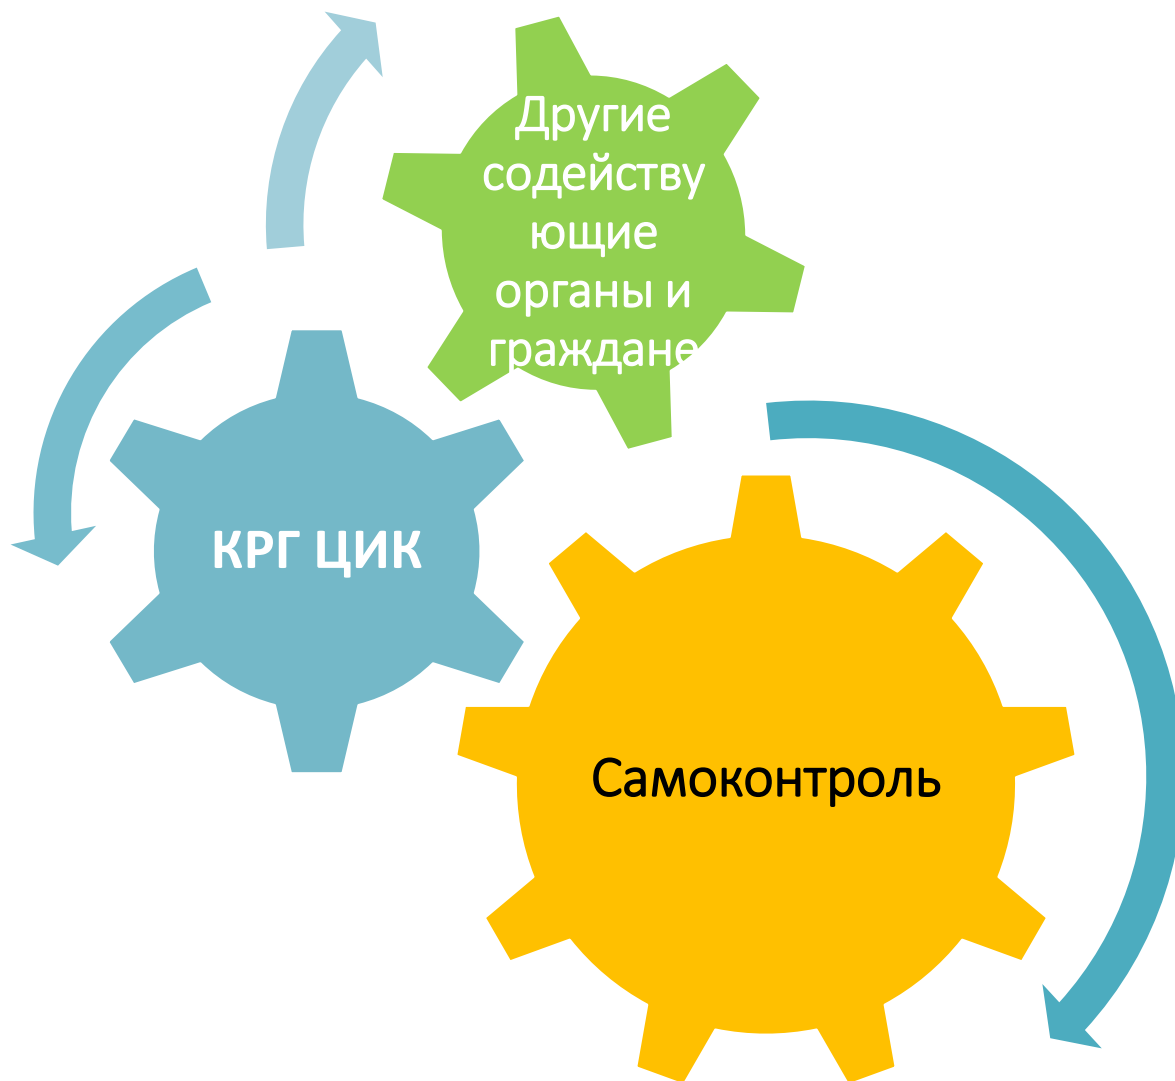 Другие
содейству
ющие
органы и
граждане
КРГ ЦИК
Самоконтроль